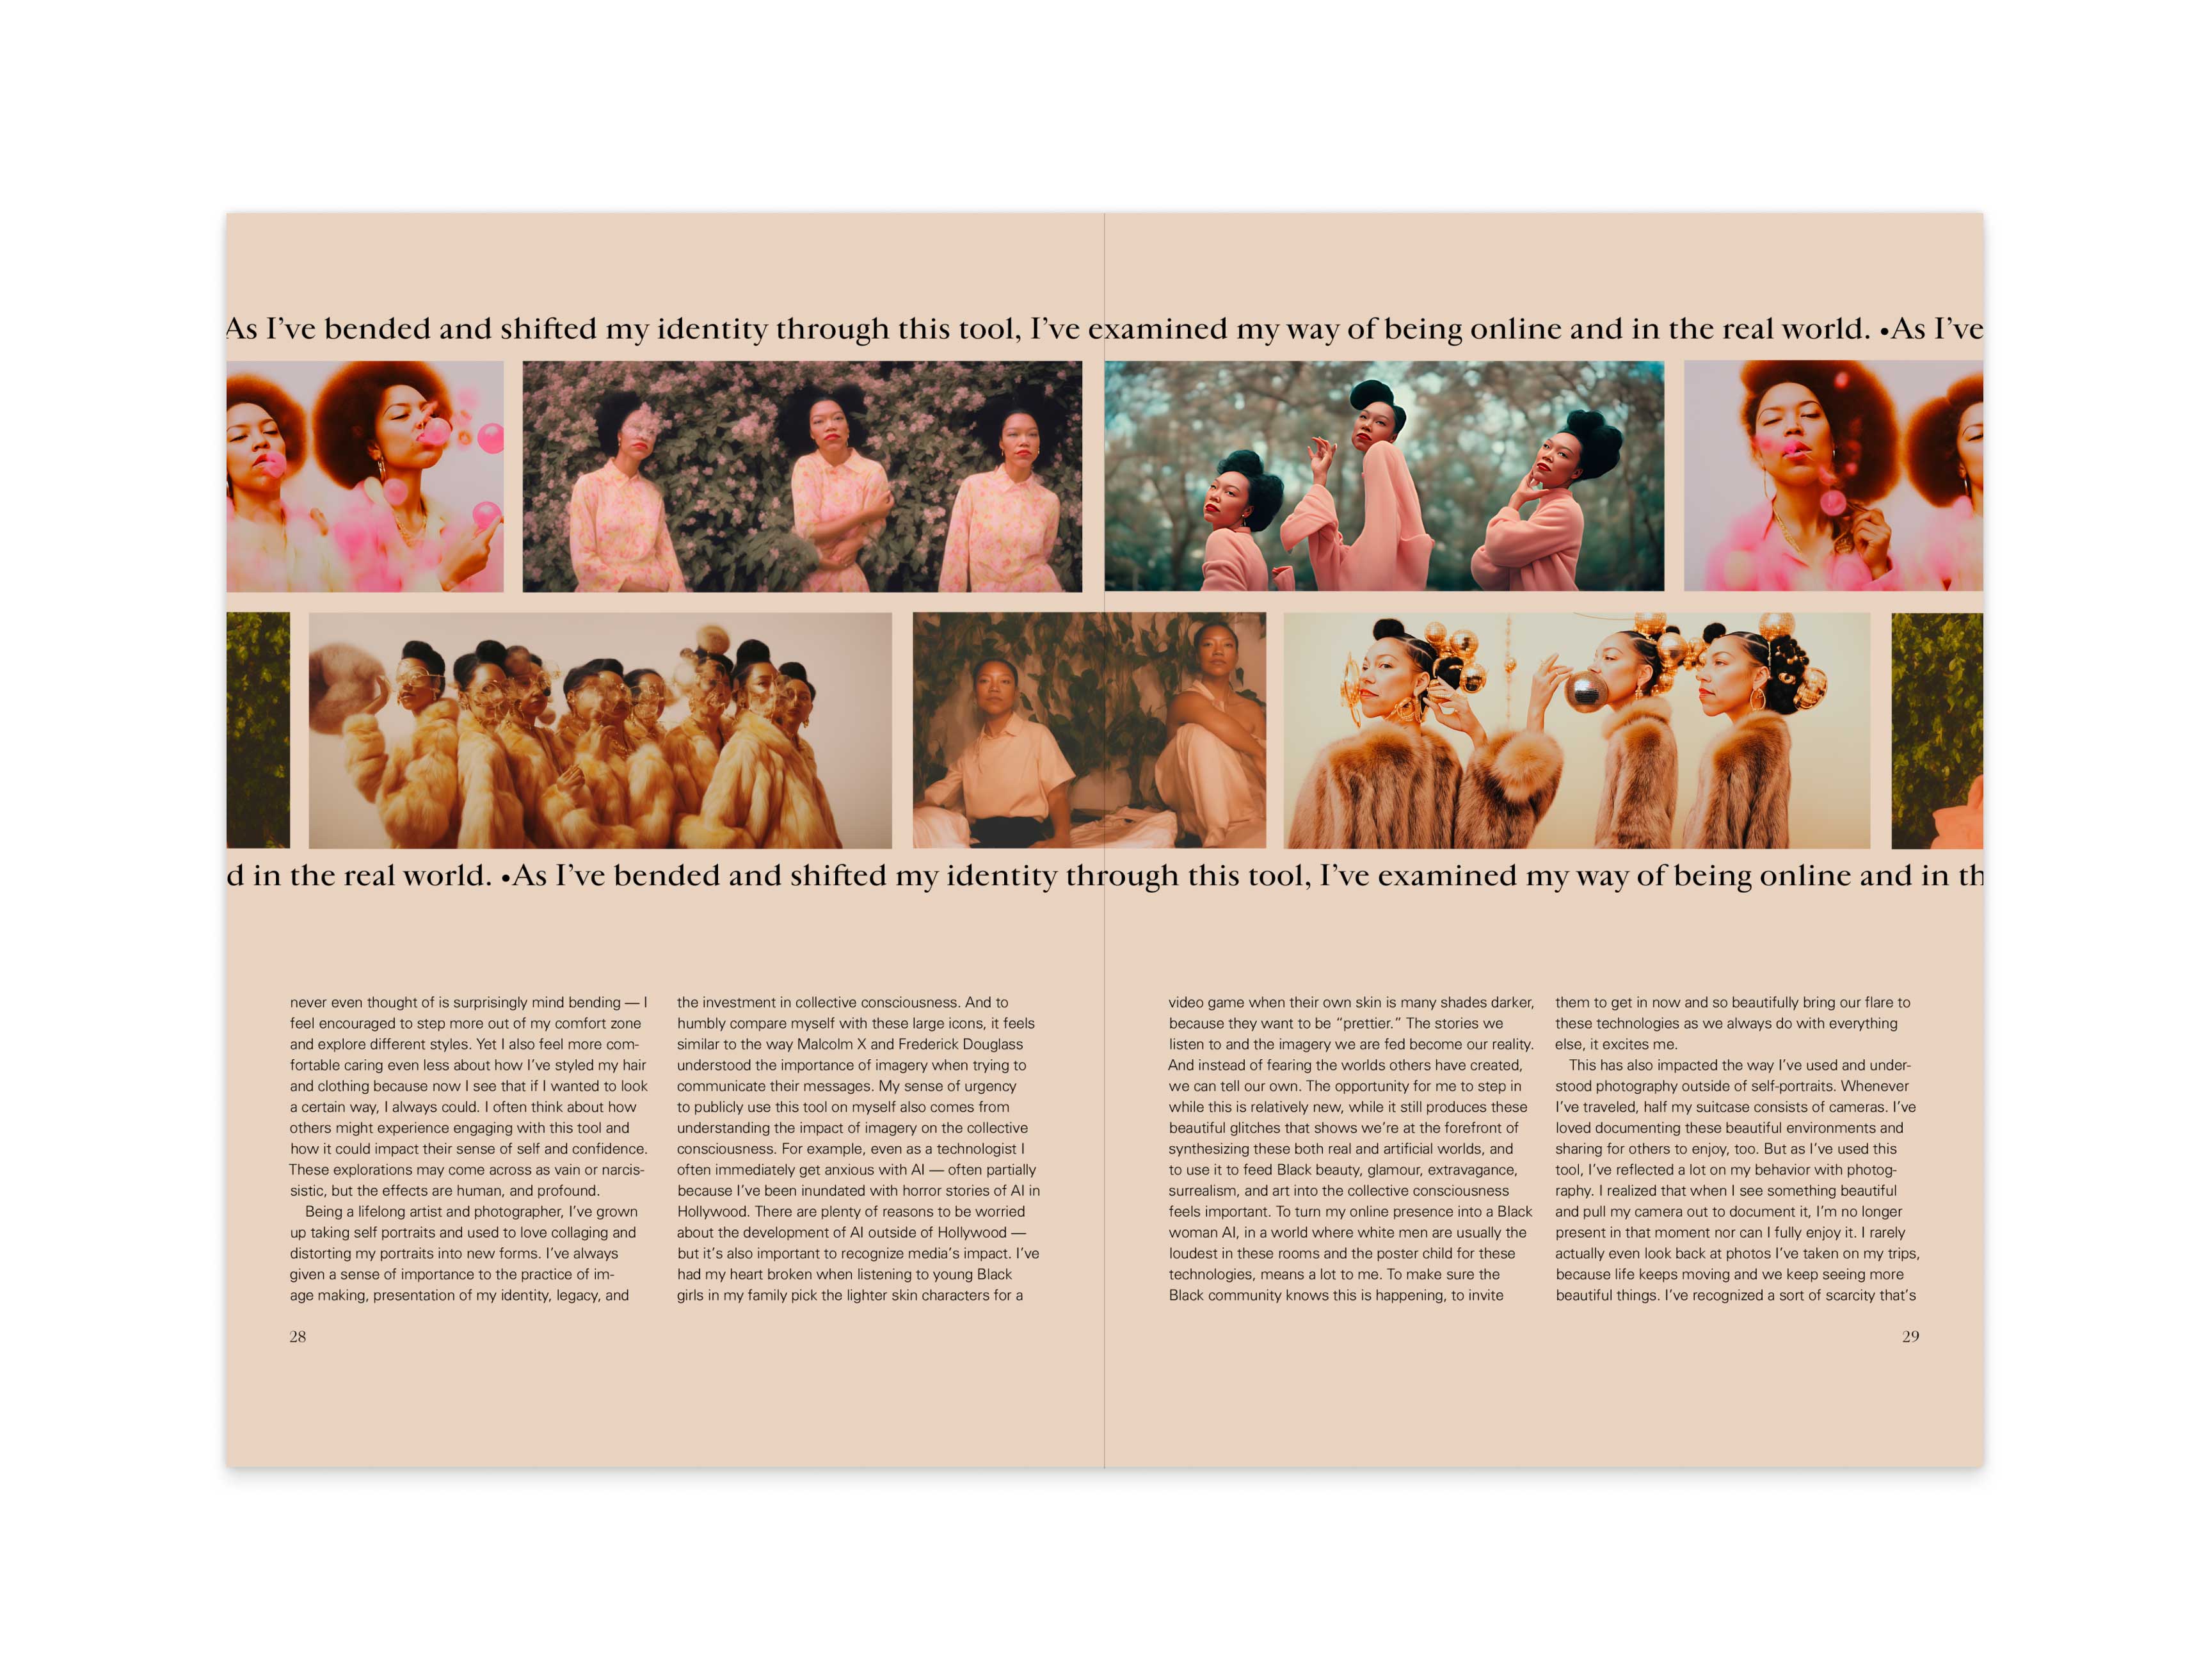 As I’ve bended and shifted my identity through this tool, I’ve examined my way of being online and in the real world. •As I’ve
d in the real world. •As I’ve bended and shifted my identity through this tool, I’ve examined my way of being online and in th
never even thought of is surprisingly mind bending — I
feel encouraged to step more out of my comfort zone
and explore different styles. Yet I also feel more com-
fortable caring even less about how I’ve styled my hair
and clothing because now I see that if I wanted to look
a certain way, I always could. I often think about how
others might experience engaging with this tool and
how it could impact their sense of self and confidence.
These explorations may come across as vain or narcis-
sistic, but the effects are human, and profound.
Being a lifelong artist and photographer, I’ve grown
up taking self portraits and used to love collaging and
distorting my portraits into new forms. I’ve always
given a sense of importance to the practice of im-
age making, presentation of my identity, legacy, and
28
the investment in collective consciousness. And to
humbly compare myself with these large icons, it feels
similar to the way Malcolm X and Frederick Douglass
understood the importance of imagery when trying to
communicate their messages. My sense of urgency
to publicly use this tool on myself also comes from
understanding the impact of imagery on the collective
consciousness. For example, even as a technologist I
often immediately get anxious with AI — often partially
because I’ve been inundated with horror stories of AI in
Hollywood. There are plenty of reasons to be worried
about the development of AI outside of Hollywood —
but it’s also important to recognize media’s impact. I’ve
had my heart broken when listening to young Black
girls in my family pick the lighter skin characters for a
video game when their own skin is many shades darker,
because they want to be “prettier.” The stories we
listen to and the imagery we are fed become our reality.
And instead of fearing the worlds others have created,
we can tell our own. The opportunity for me to step in
while this is relatively new, while it still produces these
beautiful glitches that shows we’re at the forefront of
synthesizing these both real and artificial worlds, and
to use it to feed Black beauty, glamour, extravagance,
surrealism, and art into the collective consciousness
feels important. To turn my online presence into a Black
woman AI, in a world where white men are usually the
loudest in these rooms and the poster child for these
technologies, means a lot to me. To make sure the
Black community knows this is happening, to invite
them to get in now and so beautifully bring our flare to
these technologies as we always do with everything
else, it excites me.
This has also impacted the way I’ve used and under-
stood photography outside of self-portraits. Whenever
I’ve traveled, half my suitcase consists of cameras. I’ve
loved documenting these beautiful environments and
sharing for others to enjoy, too. But as I’ve used this
tool, I’ve reflected a lot on my behavior with photog-
raphy. I realized that when I see something beautiful
and pull my camera out to document it, I’m no longer
present in that moment nor can I fully enjoy it. I rarely
actually even look back at photos I’ve taken on my trips,
because life keeps moving and we keep seeing more
beautiful things. I’ve recognized a sort of scarcity that’s
29